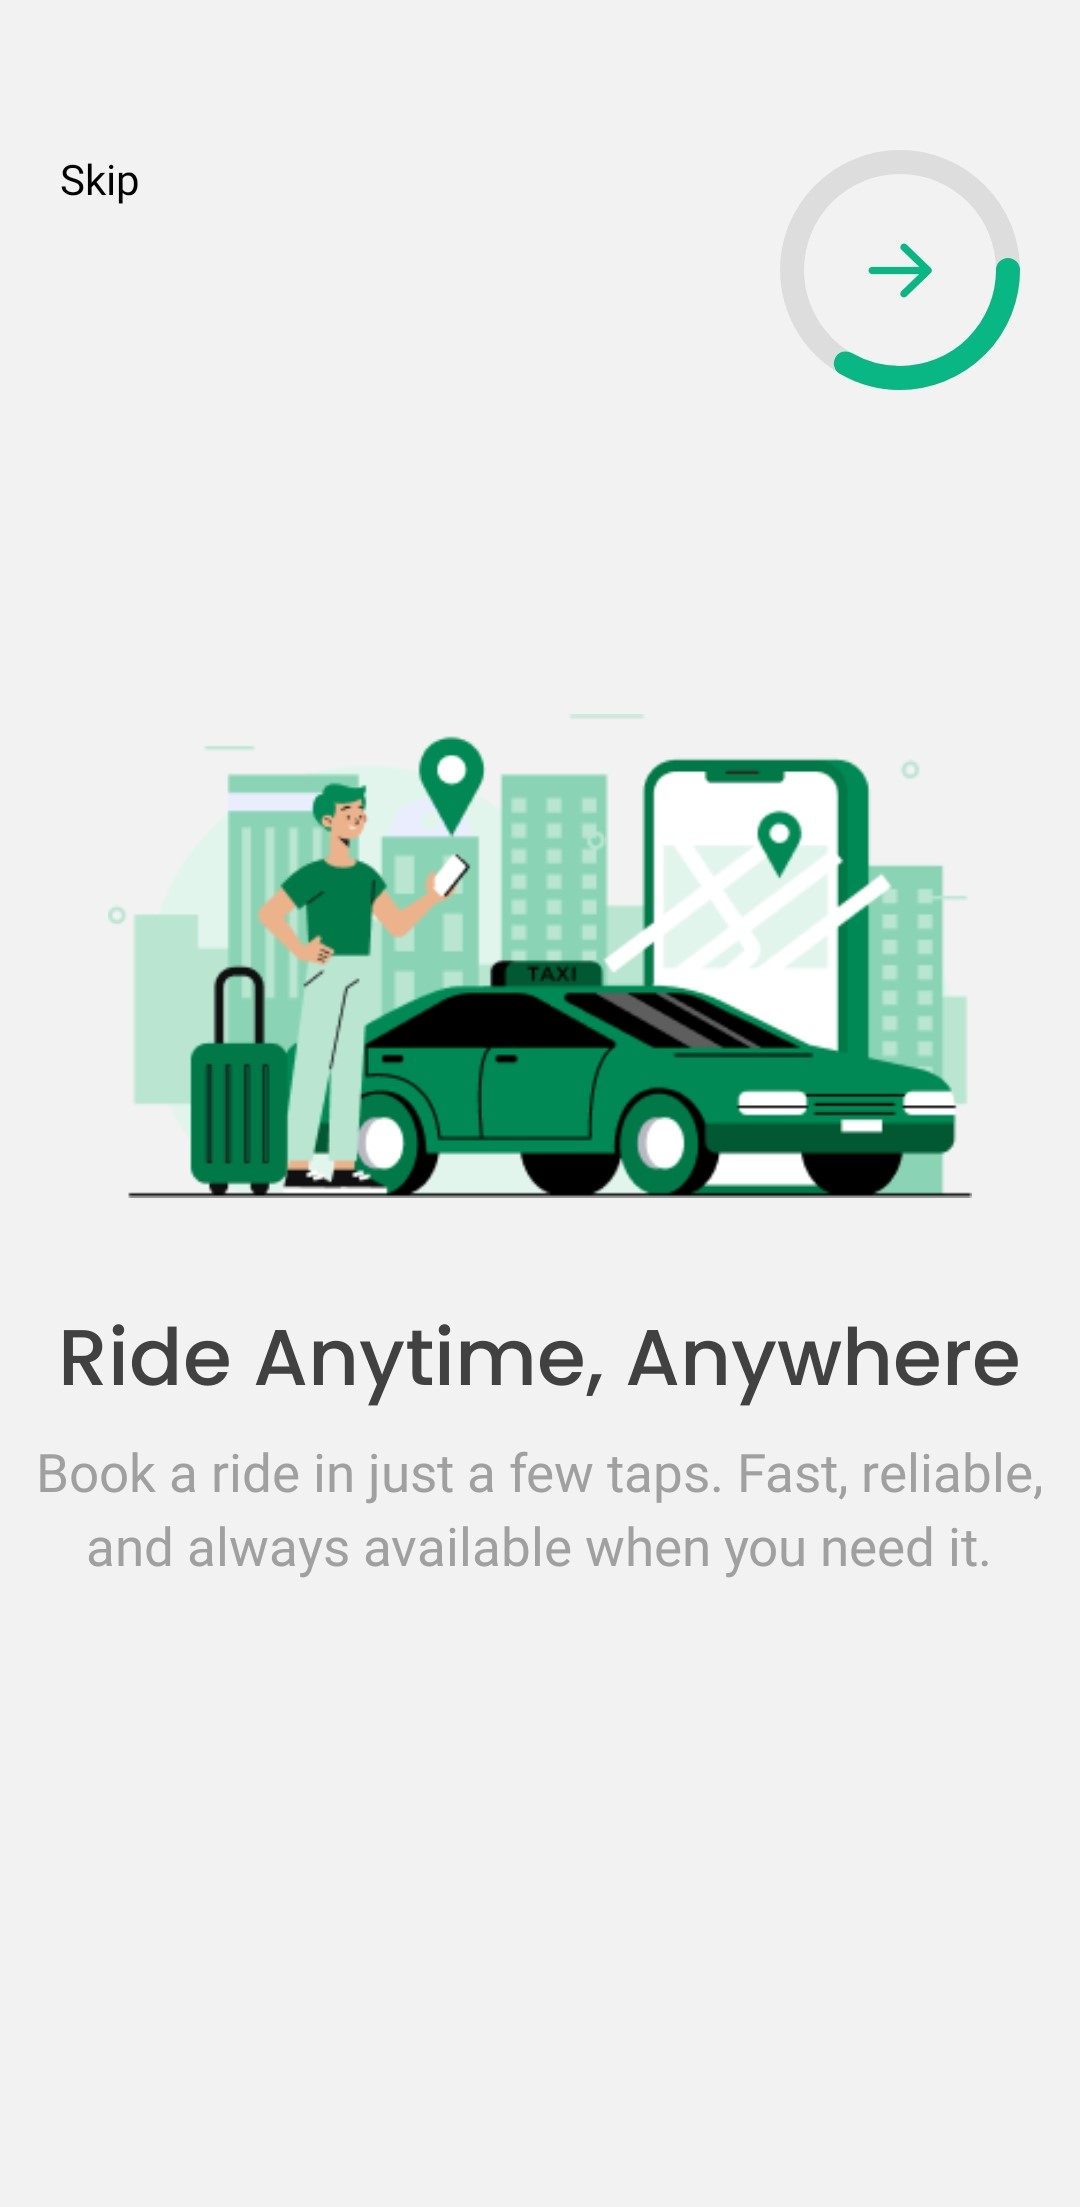 Skip
TAXI
Ride Anytime, Anywhere
Book a ride in just a few taps. Fast, reliable,
and always available when you need it.